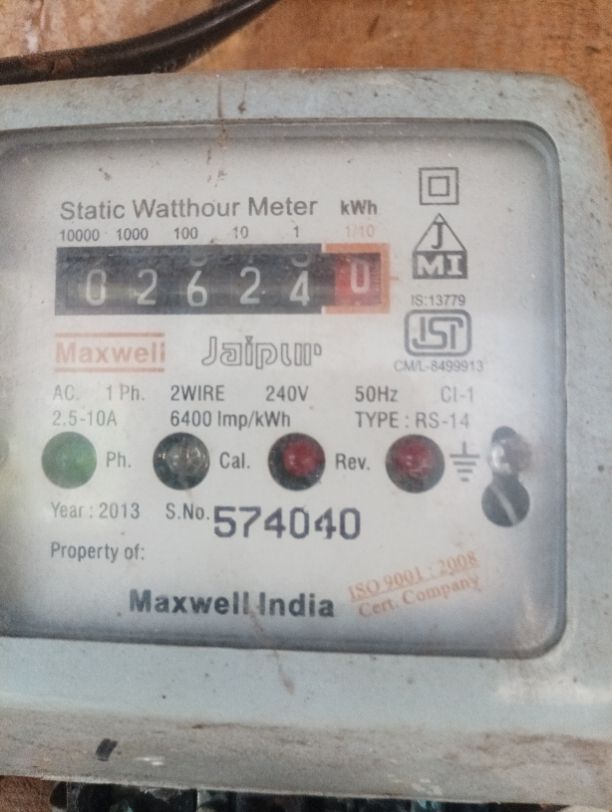 Static Watthour Meter kWh
10000 1000 100 10 1 1/10
0 2 6 2 4 0
J
MI
IS:13779
ISI
CM/L-8499913
Maxwell Jaipur
AC. 1 Ph. 2WIRE 240V 50Hz Cl-1
2.5-10A 6400 Imp/kWh TYPE : RS-14
Ph. Cal. Rev.
Year : 2013 S.No. 574040
Property of:
Maxwell India
ISO 9001 : 2008
Cert. Company